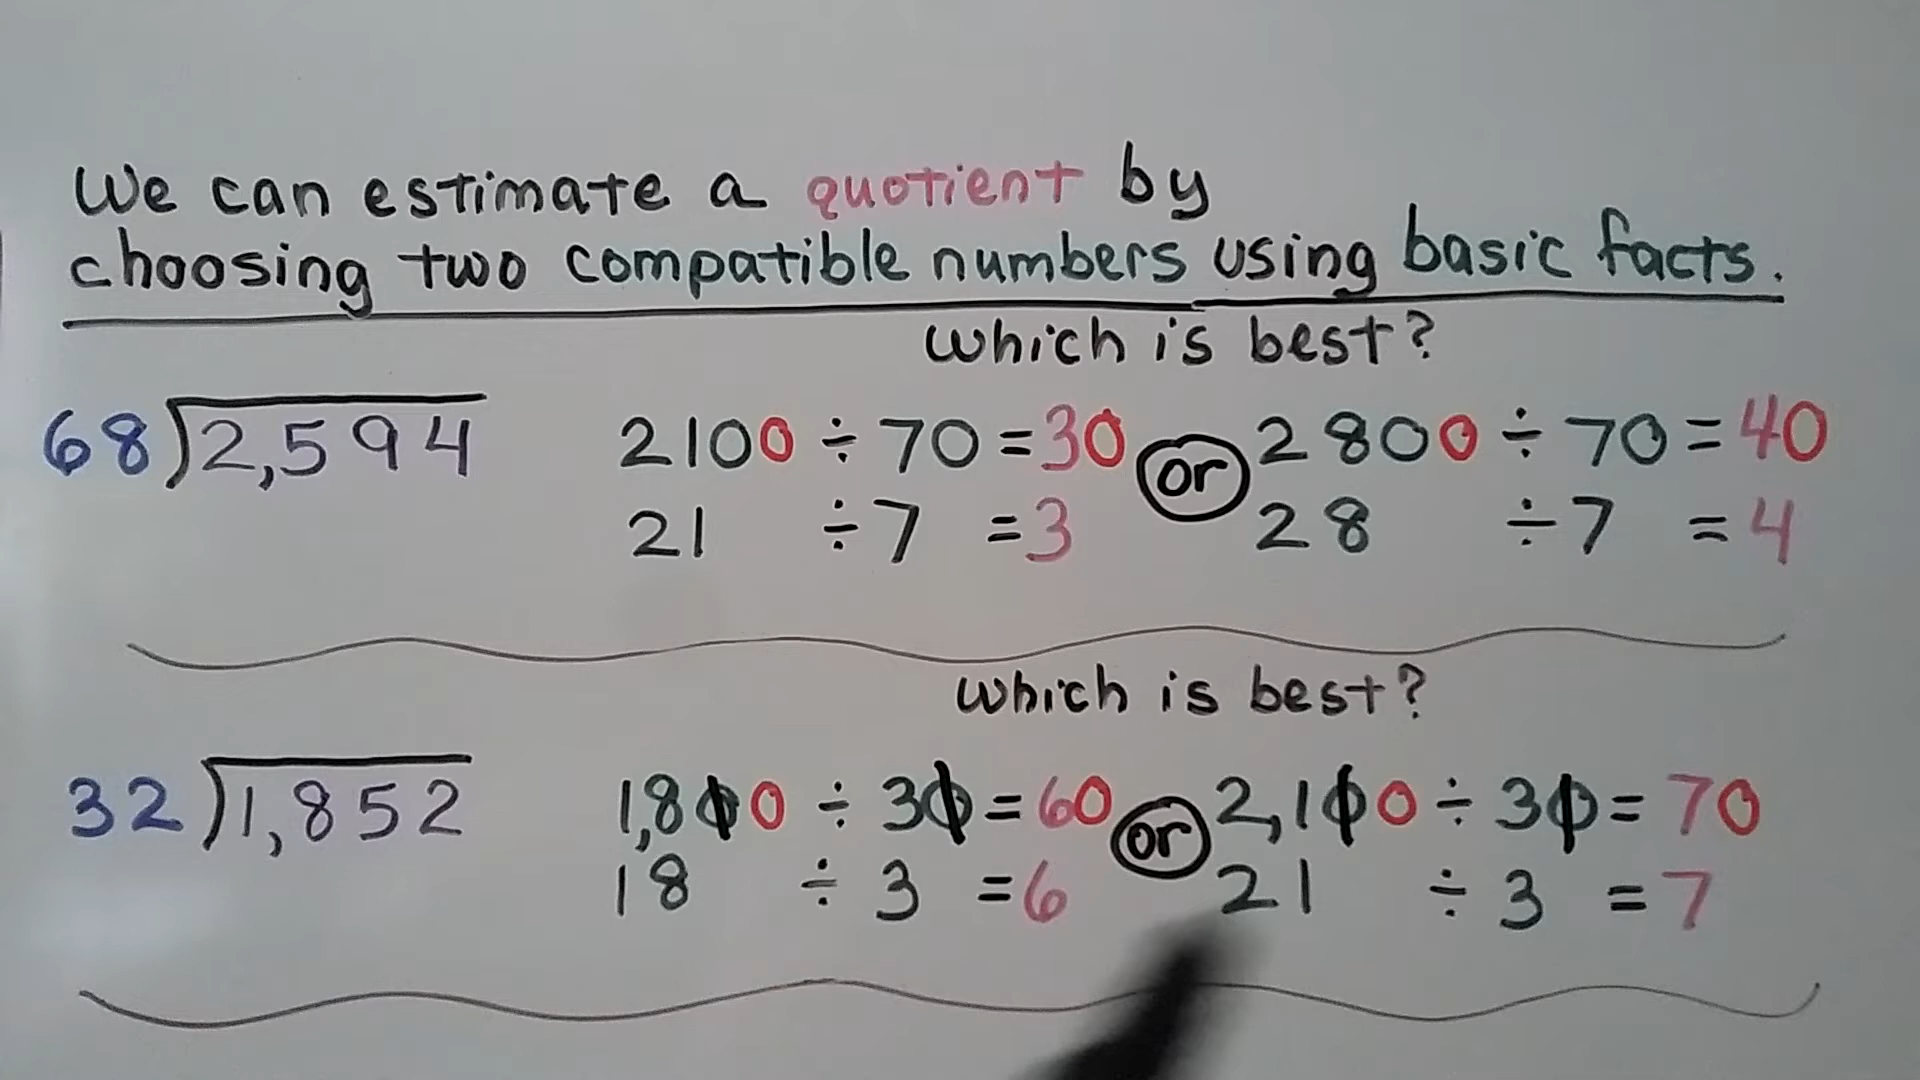 We can estimate a quotient by
choosing two compatible numbers using basic facts.
Which is best?
68)2,594 2100 ÷ 70 = 30 or 2800 ÷ 70 = 40
21 ÷ 7 = 3 28 ÷ 7 = 4
Which is best?
32)1,852 1,800 ÷ 30 = 60 or 2,100 ÷ 30 = 70
18 ÷ 3 = 6 21 ÷ 3 = 7